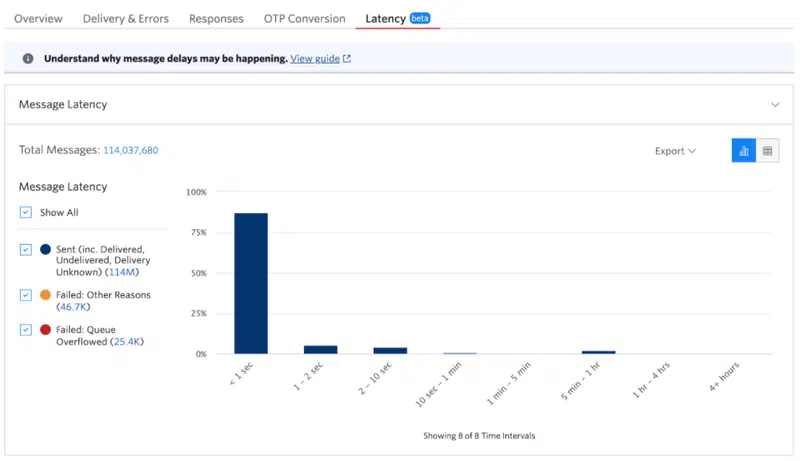 Overview Delivery & Errors Responses OTP Conversion Latency beta
Understand why message delays may be happening. View guide
Message Latency
Total Messages: 114,037,680
Export
Message Latency
Show All
Sent (inc. Delivered,
Undelivered, Delivery
Unknown) (114M)
Failed: Other Reasons
(46.7K)
Failed: Queue
Overflowed (25.4K)
100%
75%
50%
25%
0%
< 1 sec
1 – 2 sec
2 – 10 sec
10 sec – 1 min
1 min – 5 min
5 min – 1 hr
1 hr – 4 hrs
4+ hours
Showing 8 of 8 Time Intervals